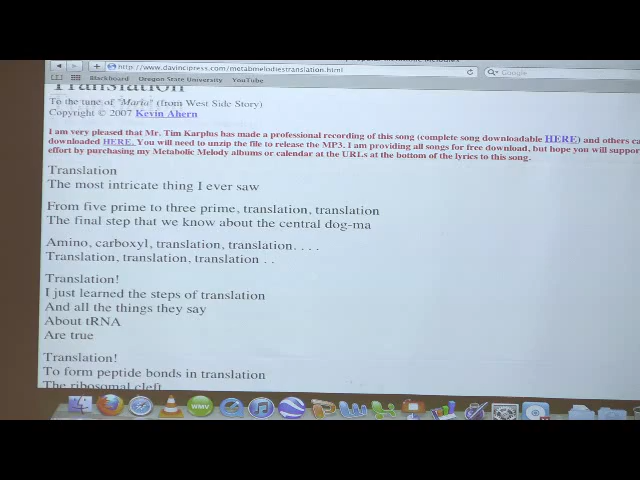 http://www.davincipress.com/metabmelodiestranslation.html
Google
Blackboard Oregon State University YouTube
Translation
To the tune of "Maria" (from West Side Story)
Copyright © 2007 Kevin Ahern
I am very pleased that Mr. Tim Karplus has made a professional recording of this song (complete song downloadable HERE) and others ca
downloaded HERE. You will need to unzip the file to release the MP3. I am providing all songs for free download, but hope you will suppor
effort by purchasing my Metabolic Melody albums or calendar at the URLs at the bottom of the lyrics to this song.
Translation
The most intricate thing I ever saw
From five prime to three prime, translation, translation
The final step that we know about the central dog-ma
Amino, carboxyl, translation, translation. . . .
Translation, translation, translation . .
Translation!
I just learned the steps of translation
And all the things they say
About tRNA
Are true
Translation!
To form peptide bonds in translation
The ribosomal cleft
WMV